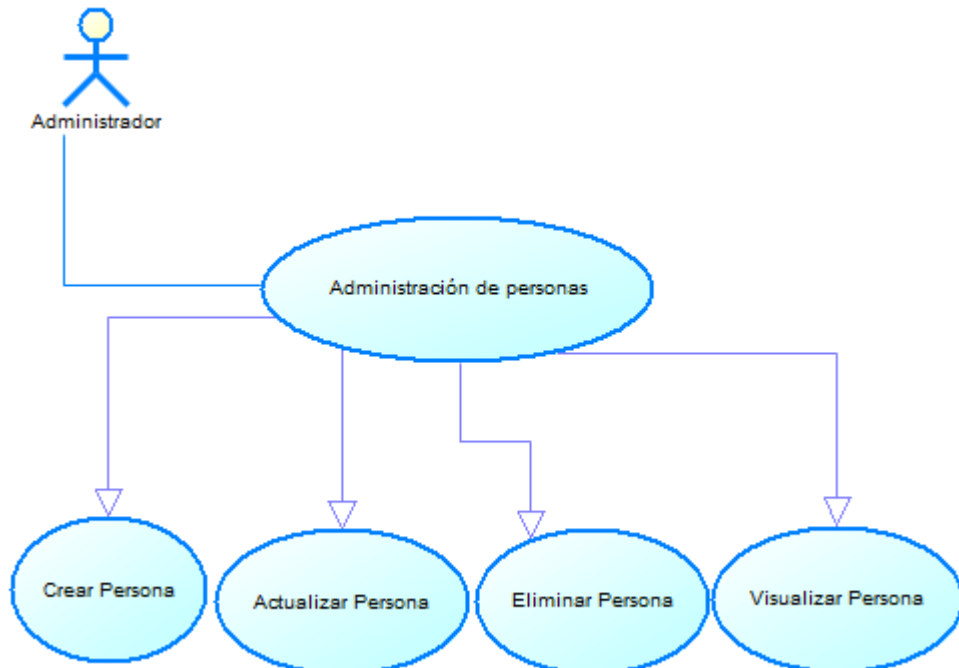 Administrador
Administración de personas
Crear Persona
Actualizar Persona
Eliminar Persona
Visualizar Persona